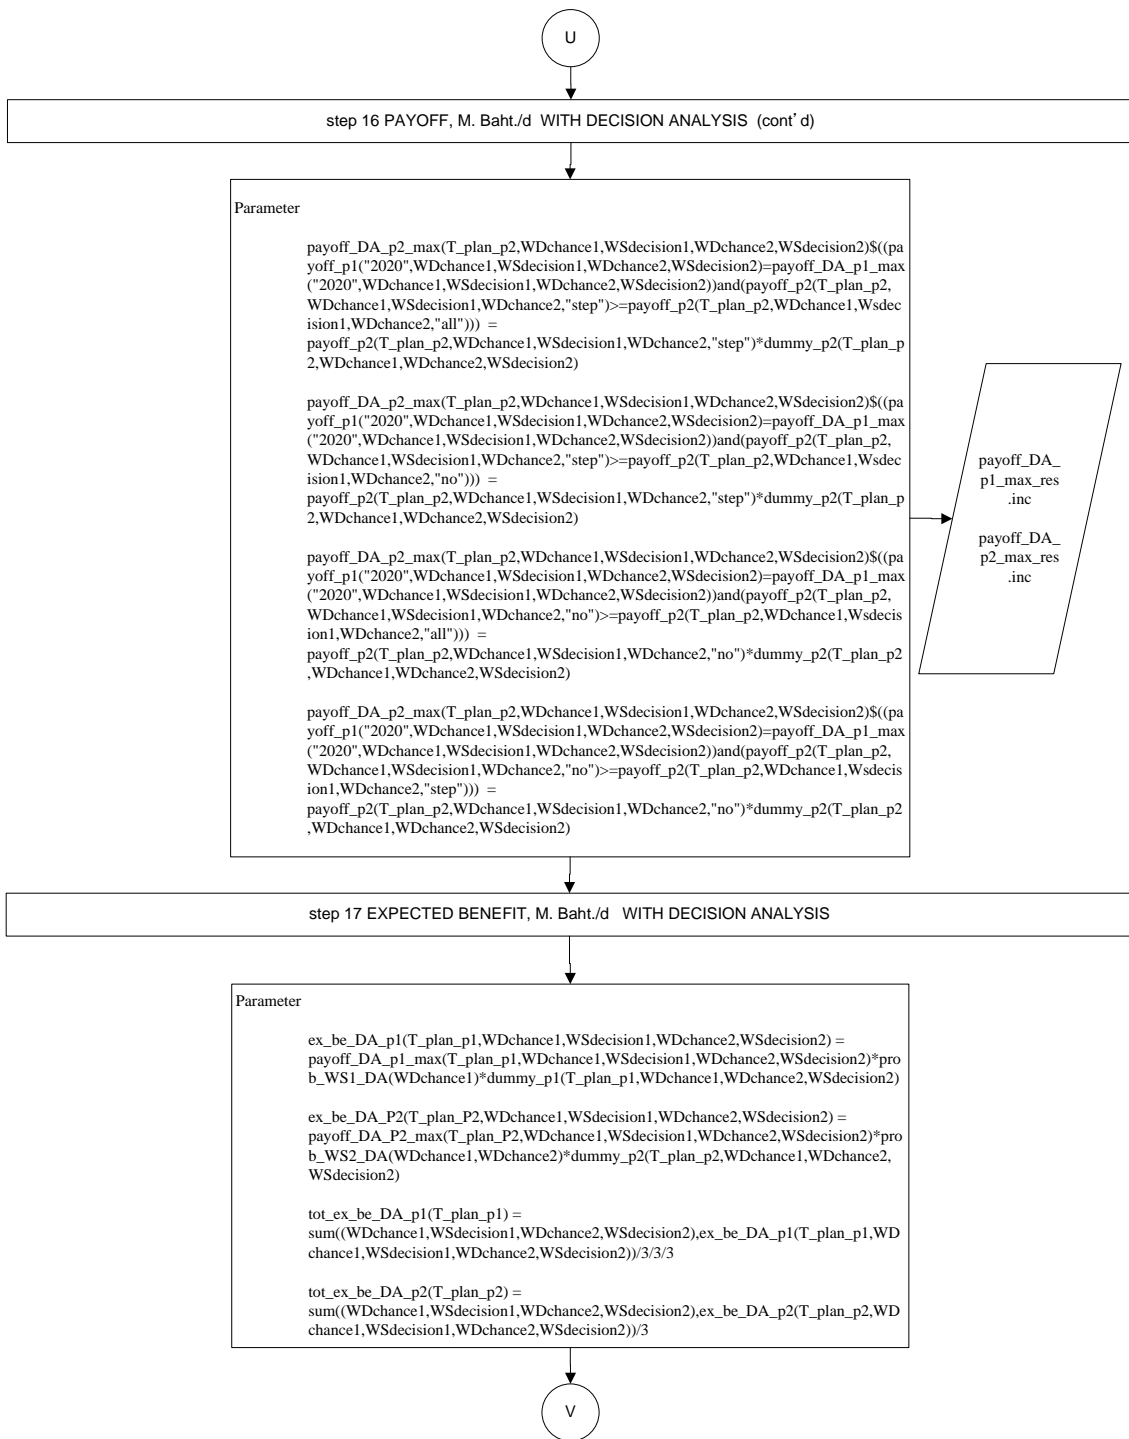 U
step 16 PAYOFF, M. Baht./d  WITH DECISION ANALYSIS  (cont' d)
Parameter
payoff_DA_p2_max(T_plan_p2,WDchance1,WSdecision1,WDchance2,WSdecision2)$((pa
yoff_p1("2020",WDchance1,WSdecision1,WDchance2,WSdecision2)=payoff_DA_p1_max
("2020",WDchance1,WSdecision1,WDchance2,WSdecision2))and(payoff_p2(T_plan_p2,
WDchance1,WSdecision1,WDchance2,"step")>=payoff_p2(T_plan_p2,WDchance1,Wsdec
ision1,WDchance2,"all")))  =
payoff_p2(T_plan_p2,WDchance1,WSdecision1,WDchance2,"step")*dummy_p2(T_plan_p
2,WDchance1,WDchance2,WSdecision2)
payoff_DA_p2_max(T_plan_p2,WDchance1,WSdecision1,WDchance2,WSdecision2)$((pa
yoff_p1("2020",WDchance1,WSdecision1,WDchance2,WSdecision2)=payoff_DA_p1_max
("2020",WDchance1,WSdecision1,WDchance2,WSdecision2))and(payoff_p2(T_plan_p2,
WDchance1,WSdecision1,WDchance2,"step")>=payoff_p2(T_plan_p2,WDchance1,Wsdec
ision1,WDchance2,"no")))  =
payoff_p2(T_plan_p2,WDchance1,WSdecision1,WDchance2,"step")*dummy_p2(T_plan_p
2,WDchance1,WDchance2,WSdecision2)
payoff_DA_p2_max(T_plan_p2,WDchance1,WSdecision1,WDchance2,WSdecision2)$((pa
yoff_p1("2020",WDchance1,WSdecision1,WDchance2,WSdecision2)=payoff_DA_p1_max
("2020",WDchance1,WSdecision1,WDchance2,WSdecision2))and(payoff_p2(T_plan_p2,
WDchance1,WSdecision1,WDchance2,"no")>=payoff_p2(T_plan_p2,WDchance1,Wsdecis
ion1,WDchance2,"all")))  =
payoff_p2(T_plan_p2,WDchance1,WSdecision1,WDchance2,"no")*dummy_p2(T_plan_p2
,WDchance1,WDchance2,WSdecision2)
payoff_DA_p2_max(T_plan_p2,WDchance1,WSdecision1,WDchance2,WSdecision2)$((pa
yoff_p1("2020",WDchance1,WSdecision1,WDchance2,WSdecision2)=payoff_DA_p1_max
("2020",WDchance1,WSdecision1,WDchance2,WSdecision2))and(payoff_p2(T_plan_p2,
WDchance1,WSdecision1,WDchance2,"no")>=payoff_p2(T_plan_p2,WDchance1,Wsdecis
ion1,WDchance2,"step")))  =
payoff_p2(T_plan_p2,WDchance1,WSdecision1,WDchance2,"no")*dummy_p2(T_plan_p2
,WDchance1,WDchance2,WSdecision2)
payoff_DA_
p1_max_res
.inc
payoff_DA_
p2_max_res
.inc
step 17 EXPECTED BENEFIT, M. Baht./d   WITH DECISION ANALYSIS
Parameter
ex_be_DA_p1(T_plan_p1,WDchance1,WSdecision1,WDchance2,WSdecision2) =
payoff_DA_p1_max(T_plan_p1,WDchance1,WSdecision1,WDchance2,WSdecision2)*pro
b_WS1_DA(WDchance1)*dummy_p1(T_plan_p1,WDchance1,WDchance2,WSdecision2)
ex_be_DA_P2(T_plan_P2,WDchance1,WSdecision1,WDchance2,WSdecision2) =
payoff_DA_P2_max(T_plan_P2,WDchance1,WSdecision1,WDchance2,WSdecision2)*pro
b_WS2_DA(WDchance1,WDchance2)*dummy_p2(T_plan_p2,WDchance1,WDchance2,
WSdecision2)
tot_ex_be_DA_p1(T_plan_p1) =
sum((WDchance1,WSdecision1,WDchance2,WSdecision2),ex_be_DA_p1(T_plan_p1,WD
chance1,WSdecision1,WDchance2,WSdecision2))/3/3/3
tot_ex_be_DA_p2(T_plan_p2) =
sum((WDchance1,WSdecision1,WDchance2,WSdecision2),ex_be_DA_p2(T_plan_p2,WD
chance1,WSdecision1,WDchance2,WSdecision2))/3
V